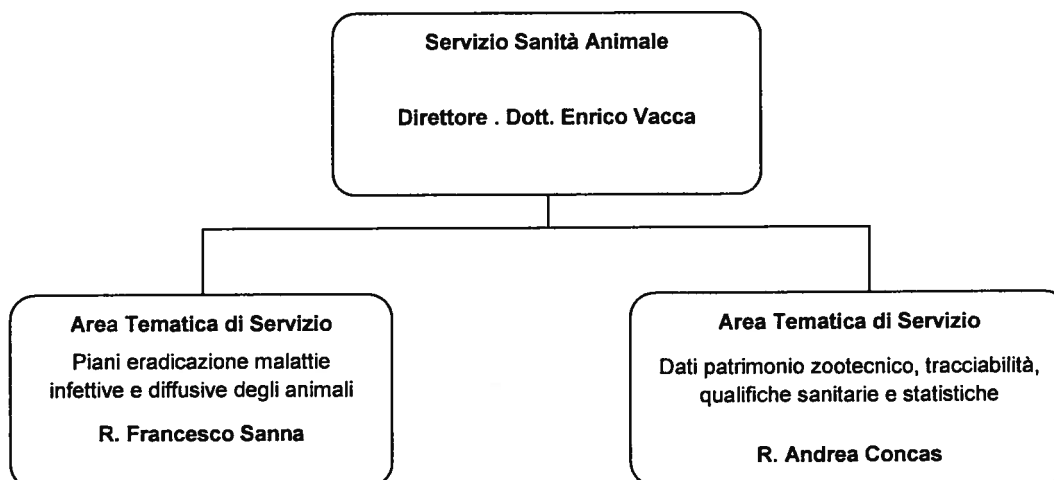 Servizio Sanità Animale
Direttore . Dott. Enrico Vacca
Area Tematica di Servizio
Piani eradicazione malattie
infettive e diffusive degli animali
R. Francesco Sanna
Area Tematica di Servizio
Dati patrimonio zootecnico, tracciabilità,
qualifiche sanitarie e statistiche
R. Andrea Concas